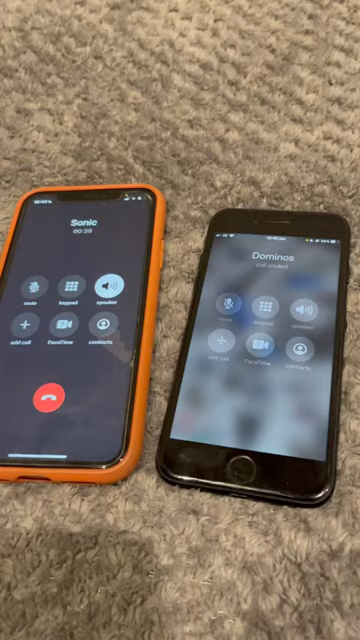 Sonic
00:39
mute
keypad
speaker
add call
FaceTime
contacts
Dominos
call ended
mute
keypad
speaker
add call
FaceTime
contacts